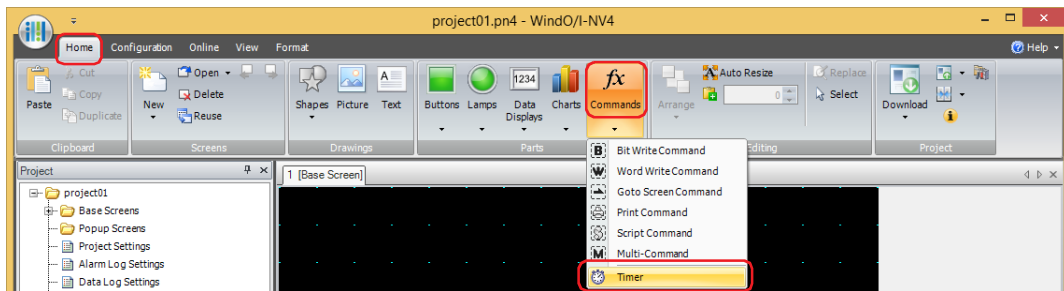 project01.pn4 - WindO/I-NV4
Home Configuration Online View Format Help
Paste
Cut
Copy
Duplicate
Clipboard
New
Open
Delete
Reuse
Screens
Shapes Picture Text
A
Drawings
Buttons Lamps
1234
Data Displays
Charts
fx
Commands
Parts
Arrange
Auto Resize
0
Replace
Select
Editing
Download
Project
Project
project01
Base Screens
Popup Screens
Project Settings
Alarm Log Settings
Data Log Settings
1 [Base Screen]
B Bit Write Command
W Word Write Command
Goto Screen Command
Print Command
Script Command
M Multi-Command
Timer